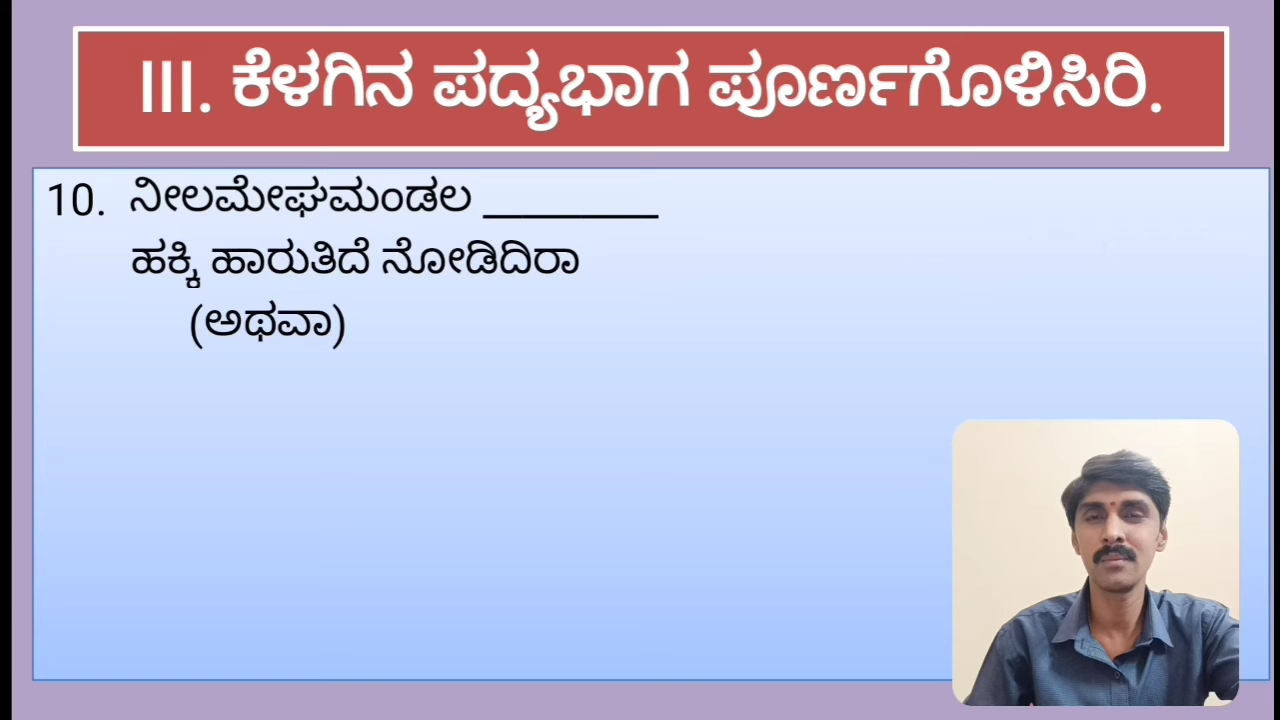 III. ಕೆಳಗಿನ ಪದ್ಯಭಾಗ ಪೂರ್ಣಗೊಳಿಸಿರಿ.
10. ನೀಲಮೇಘಮಂಡಲ ________
ಹಕ್ಕಿ ಹಾರುತಿದೆ ನೋಡಿದಿರಾ
(ಅಥವಾ)